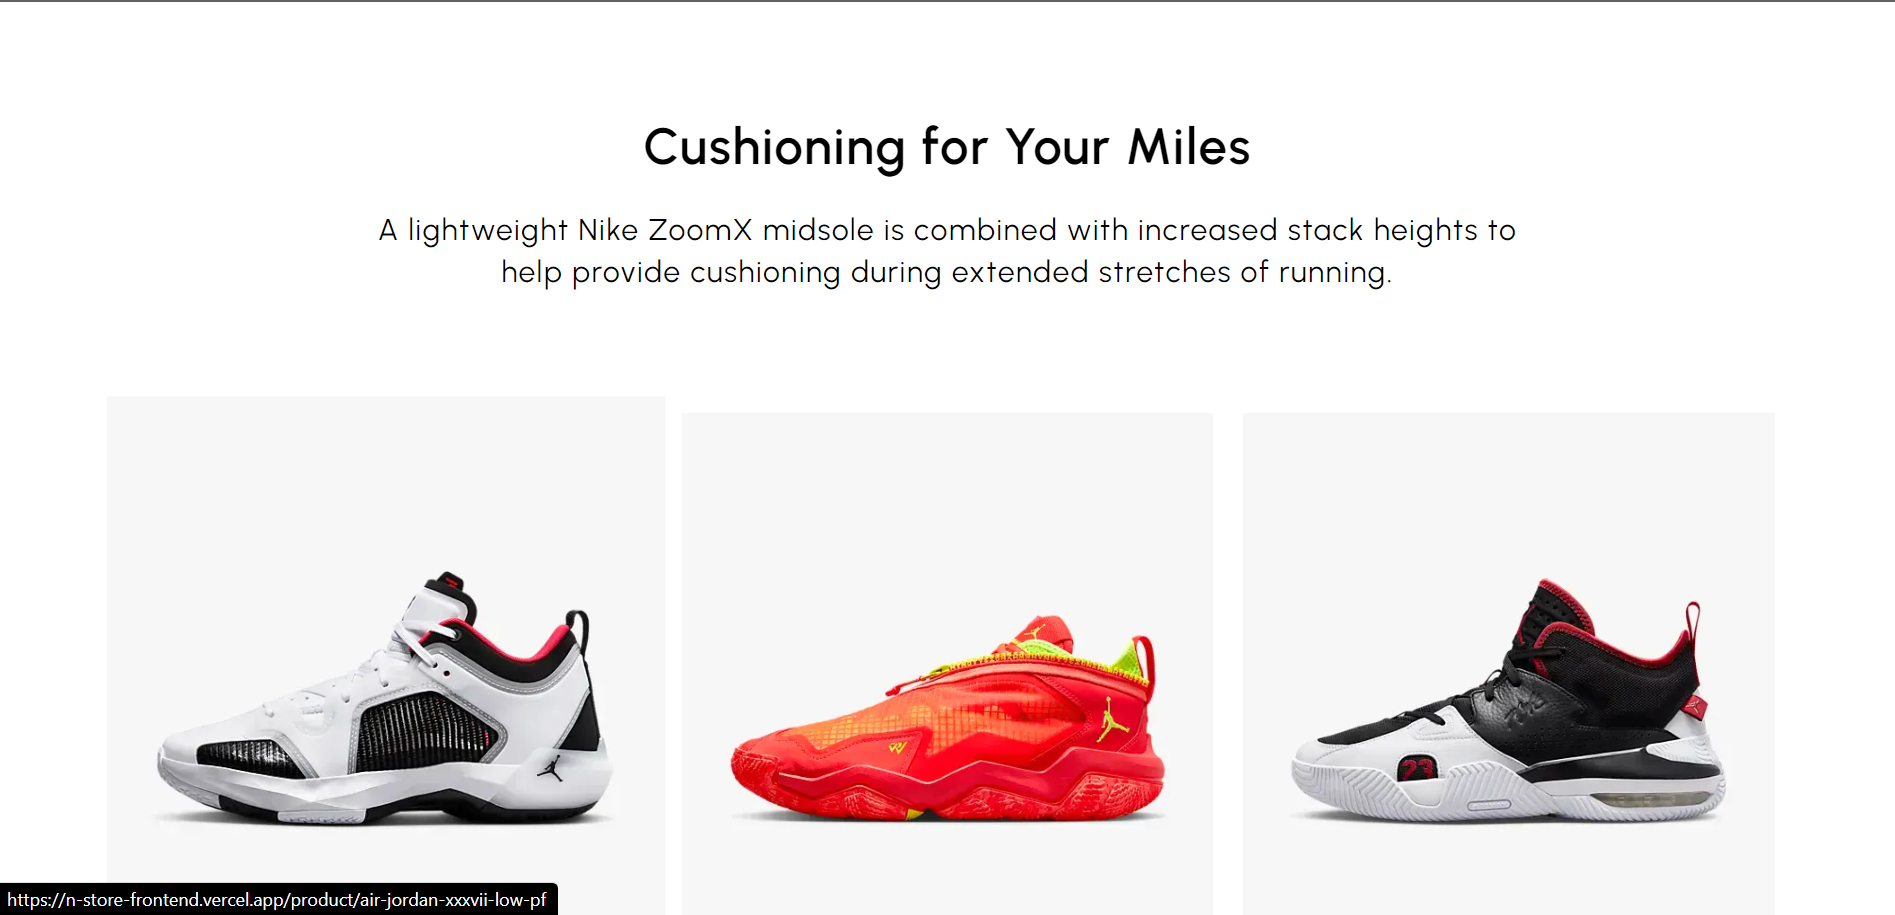 Cushioning for Your Miles
A lightweight Nike ZoomX midsole is combined with increased stack heights to
help provide cushioning during extended stretches of running.
23
https://n-store-frontend.vercel.app/product/air-jordan-xxxvii-low-pf